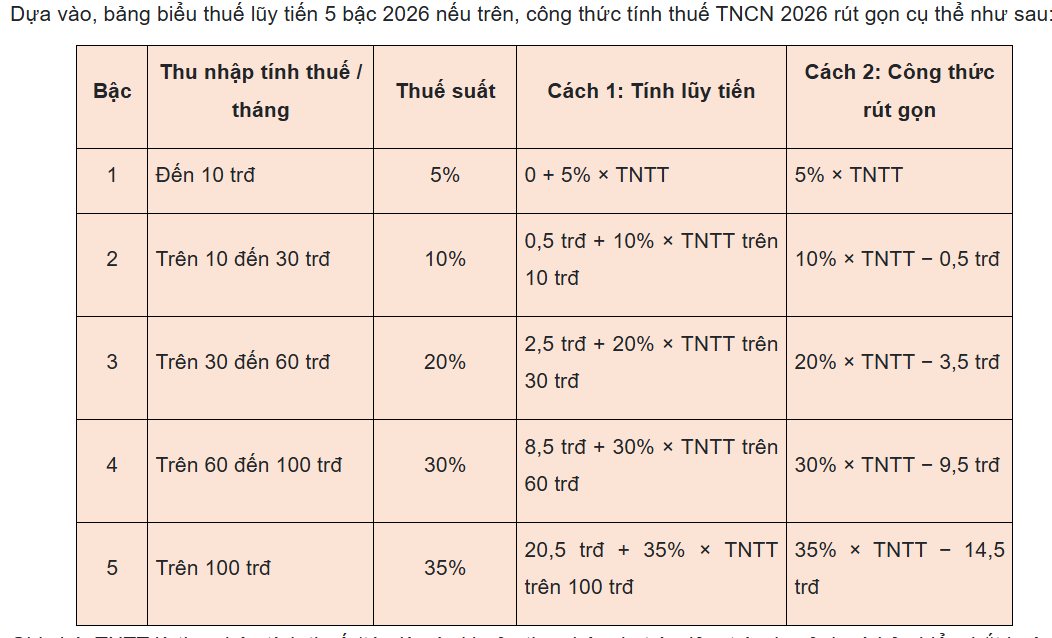 Dựa vào, bảng biểu thuế lũy tiến 5 bậc 2026 nếu trên, công thức tính thuế TNCN 2026 rút gọn cụ thể như sau:
Bậc
Thu nhập tính thuế /
tháng
Thuế suất
Cách 1: Tính lũy tiến
Cách 2: Công thức
rút gọn
1
Đến 10 trđ
5%
0 + 5% × TNTT
5% × TNTT
2
Trên 10 đến 30 trđ
10%
0,5 trđ + 10% × TNTT trên
10 trđ
10% × TNTT − 0,5 trđ
3
Trên 30 đến 60 trđ
20%
2,5 trđ + 20% × TNTT trên
30 trđ
20% × TNTT − 3,5 trđ
4
Trên 60 đến 100 trđ
30%
8,5 trđ + 30% × TNTT trên
60 trđ
30% × TNTT − 9,5 trđ
5
Trên 100 trđ
35%
20,5 trđ + 35% × TNTT
trên 100 trđ
35% × TNTT − 14,5
trđ